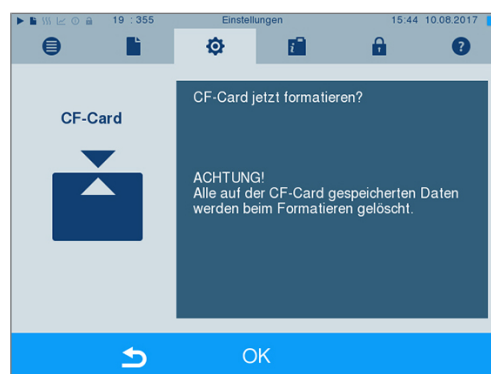 19 : 355 Einstellungen 15:44 10.08.2017
CF-Card
CF-Card jetzt formatieren?
ACHTUNG!
Alle auf der CF-Card gespeicherten Daten
werden beim Formatieren gelöscht.
OK